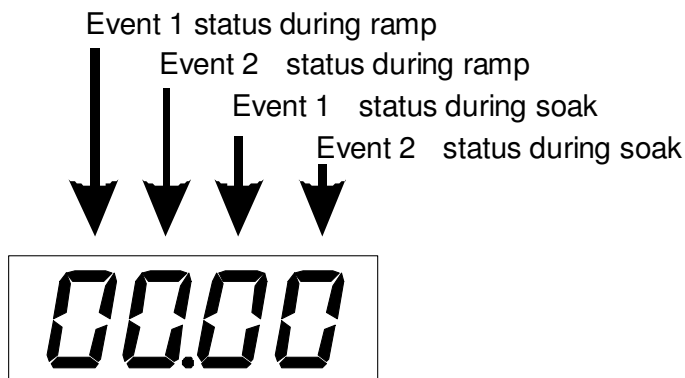 Event 1 status during ramp
Event 2 status during ramp
Event 1 status during soak
Event 2 status during soak
00.00